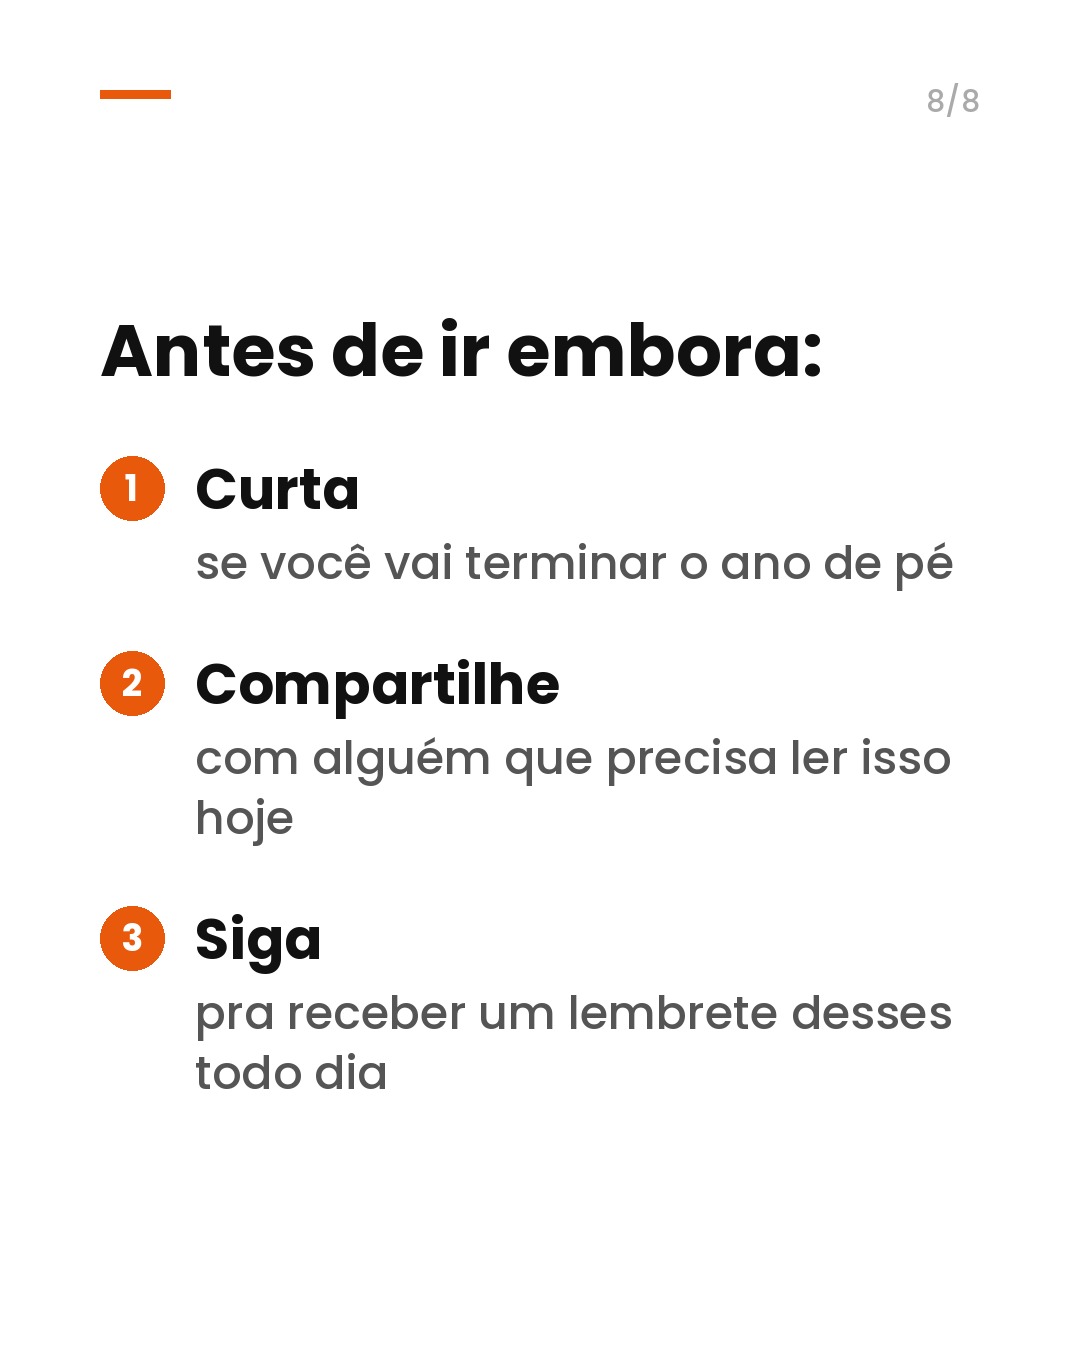 8/8
Antes de ir embora:
1 Curta
se você vai terminar o ano de pé
2 Compartilhe
com alguém que precisa ler isso
hoje
3 Siga
pra receber um lembrete desses
todo dia